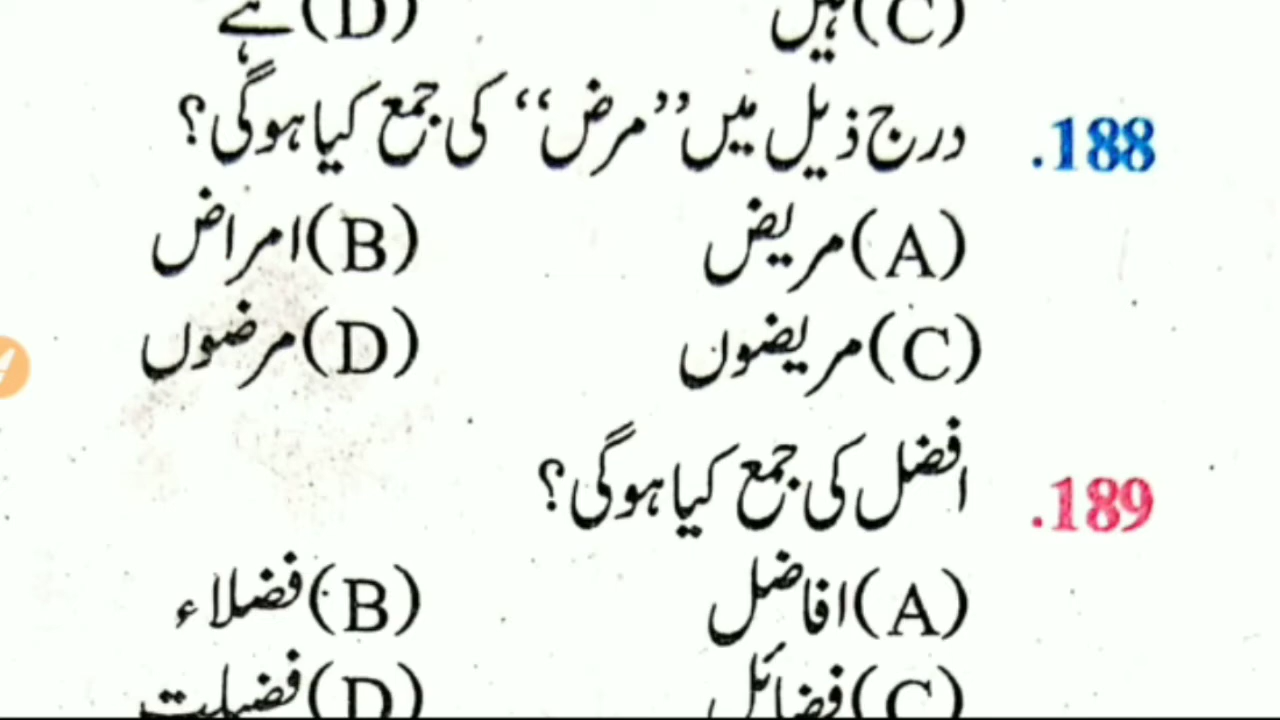 (C) ہیں (D) ہے
188. درج ذیل میں ”مرض“ کی جمع کیا ہوگی؟
(A) مریض (B) امراض
(C) مریضوں (D) مرضوں
189. افضل کی جمع کیا ہوگی؟
(A) افاضل (B) فضلاء
(C) فضائل (D) فضیلت